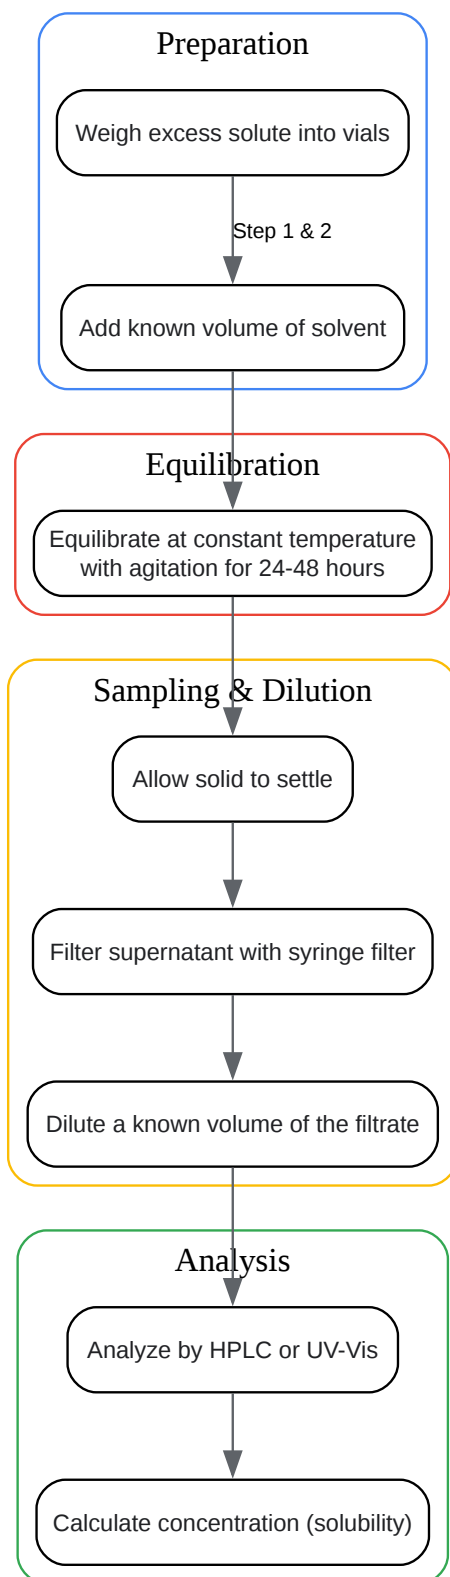 Preparation
Weigh excess solute into vials
Step 1 & 2
Add known volume of solvent
Equilibration
Equilibrate at constant temperature
with agitation for 24-48 hours
Sampling & Dilution
Allow solid to settle
Filter supernatant with syringe filter
Dilute a known volume of the filtrate
Analysis
Analyze by HPLC or UV-Vis
Calculate concentration (solubility)